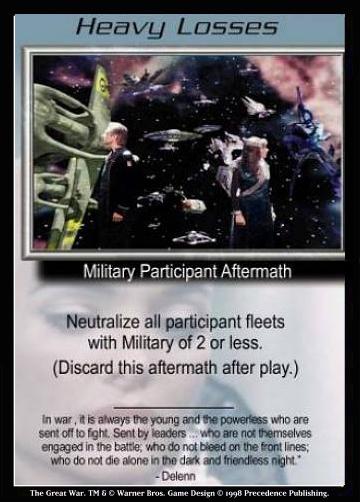 Heavy Losses
Military Participant Aftermath
Neutralize all participant fleets
with Military of 2 or less.
(Discard this aftermath after play.)
In war , it is always the young and the powerless who are
sent off to fight. Sent by leaders ... who are not themselves
engaged in the battle; who do not bleed on the front lines;
who do not die alone in the dark and friendless night."
- Delenn
The Great War. TM & © Warner Bros. Game Design © 1998 Precedence Publishing.